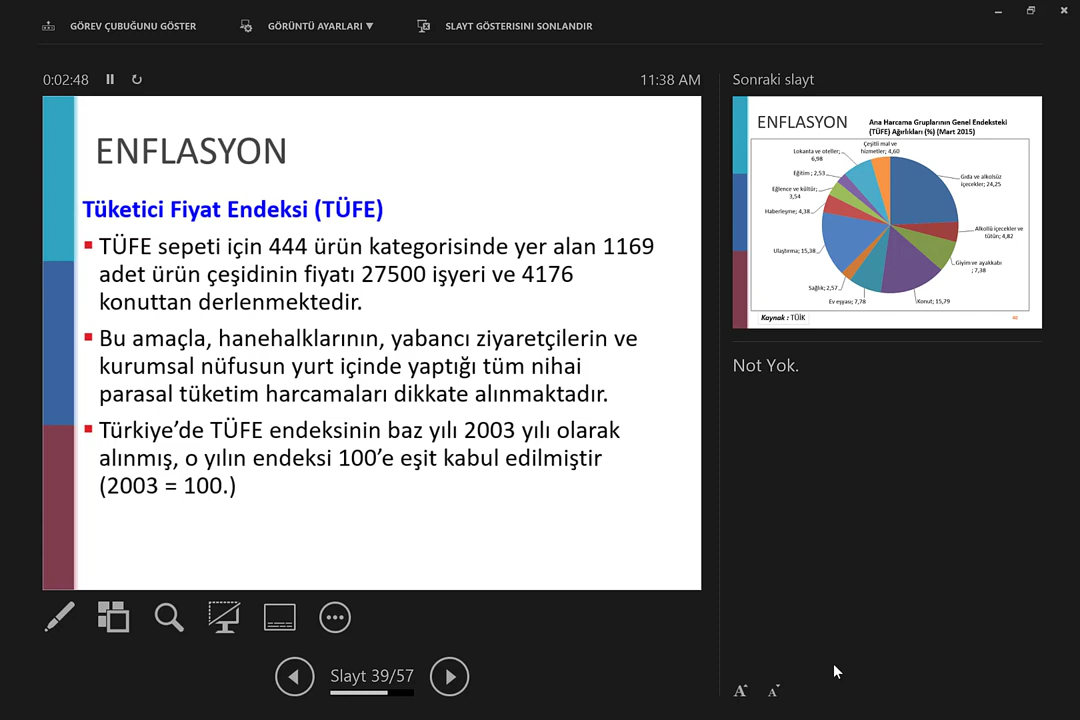 GÖREV ÇUBUĞUNU GÖSTER
GÖRÜNTÜ AYARLARI ▼
SLAYT GÖSTERISINI SONLANDIR
0:02:48
11:38 AM
ENFLASYON
Tüketici Fiyat Endeksi (TÜFE)
▪ TÜFE sepeti için 444 ürün kategorisinde yer alan 1169
adet ürün çeşidinin fiyatı 27500 işyeri ve 4176
konuttan derlenmektedir.
▪ Bu amaçla, hanehalklarının, yabancı ziyaretçilerin ve
kurumsal nüfusun yurt içinde yaptığı tüm nihai
parasal tüketim harcamaları dikkate alınmaktadır.
▪ Türkiye’de TÜFE endeksinin baz yılı 2003 yılı olarak
alınmış, o yılın endeksi 100’e eşit kabul edilmiştir
(2003 = 100.)
Slayt 39/57
Sonraki slayt
ENFLASYON
Ana Harcama Gruplarının Genel Endeksteki
(TÜFE) Ağırlıkları (%) (Mart 2015)
Çeşitli mal ve
hizmetler; 4,60
Lokanta ve oteller;
6,98
Eğitim ; 2,53
Eğlence ve kültür;
3,54
Haberleşme; 4,38
Ulaştırma; 15,38
Sağlık; 2,57
Ev eşyası; 7,78
Konut; 15,79
Giyim ve ayakkabı
; 7,38
Alkollü içecekler ve
tütün; 4,82
Gıda ve alkolsüz
içecekler; 24,25
Kaynak : TÜİK
40
Not Yok.
A A